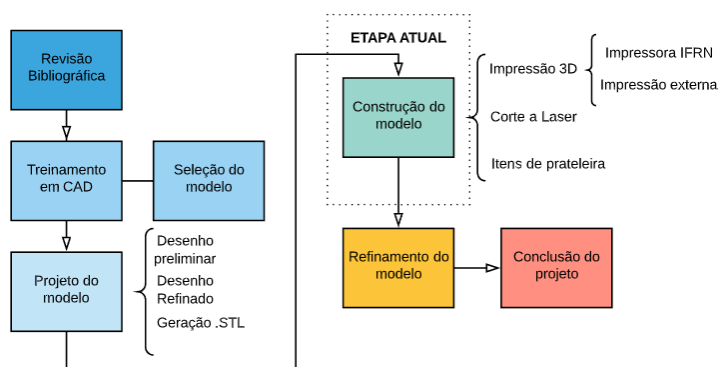 Revisão
Bibliográfica
Treinamento
em CAD
Seleção do
modelo
Projeto do
modelo
Desenho
preliminar
Desenho
Refinado
Geração .STL
ETAPA ATUAL
Construção do
modelo
Impressão 3D
Impressora IFRN
Impressão externa
Corte a Laser
Itens de prateleira
Refinamento do
modelo
Conclusão do
projeto